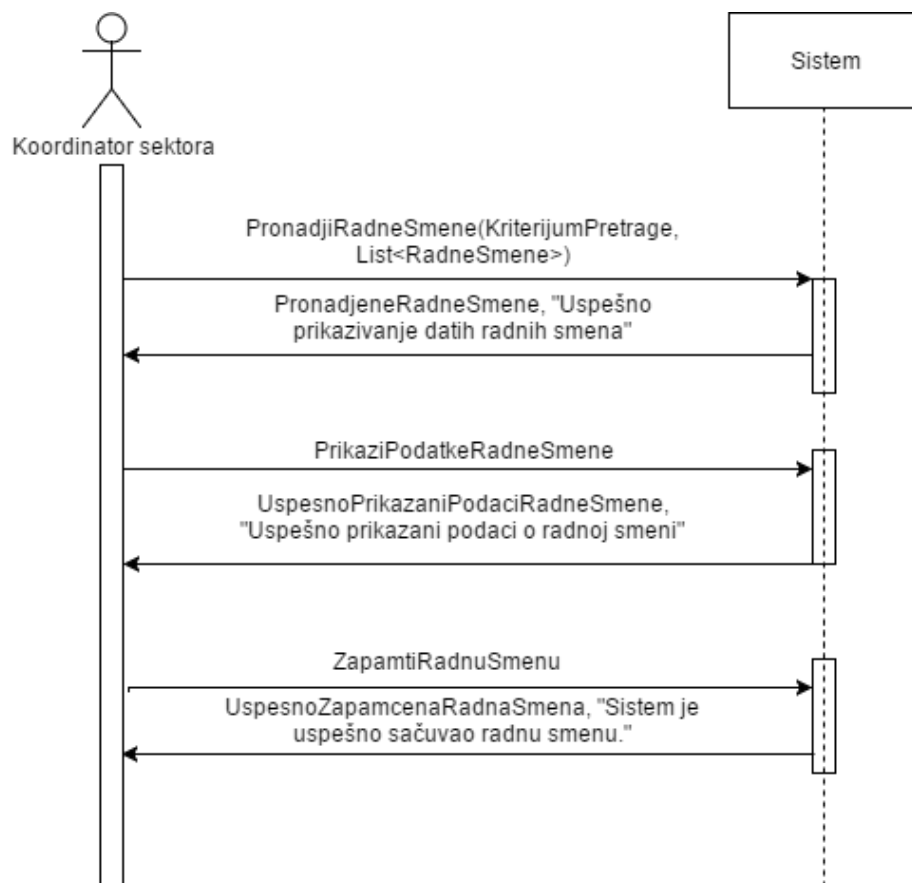 Sistem
Koordinator sektora
PronadjiRadneSmene(KriterijumPretrage,
List<RadneSmene>)
PronadjeneRadneSmene, "Uspešno
prikazivanje datih radnih smena"
PrikaziPodatkeRadneSmene
UspesnoPrikazaniPodaciRadneSmene,
"Uspešno prikazani podaci o radnoj smeni"
ZapamtiRadnuSmenu
UspesnoZapamcenaRadnaSmena, "Sistem je
uspešno sačuvao radnu smenu."